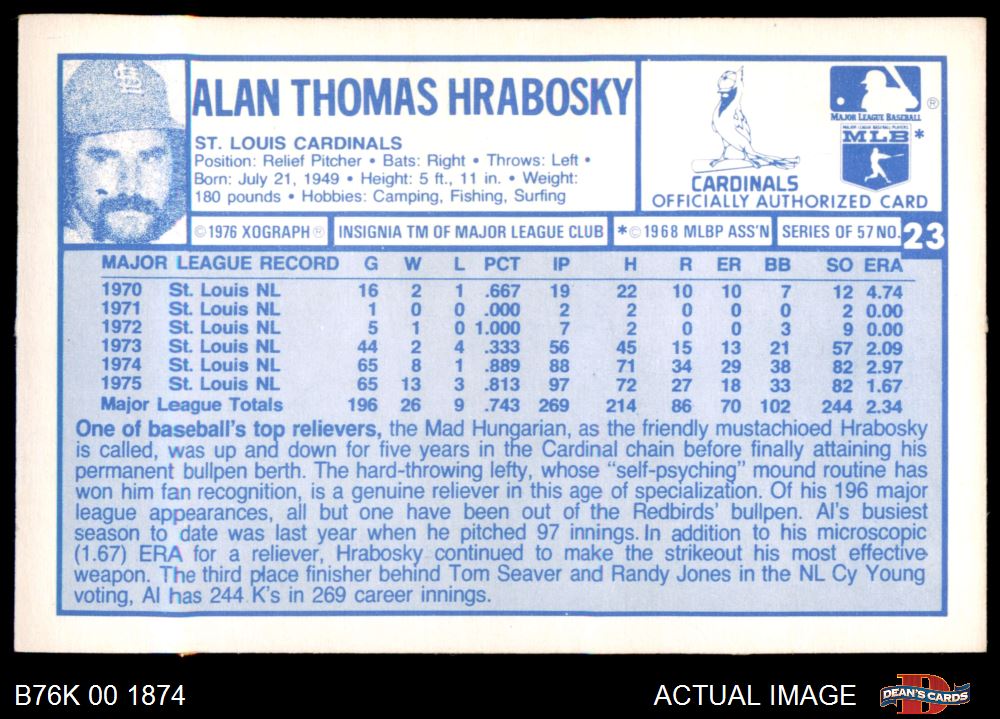 ALAN THOMAS HRABOSKY
ST. LOUIS CARDINALS
Position: Relief Pitcher • Bats: Right • Throws: Left •
Born: July 21, 1949 • Height: 5 ft., 11 in. • Weight:
180 pounds • Hobbies: Camping, Fishing, Surfing
® MAJOR LEAGUE BASEBALL
MAJOR LEAGUE BASEBALL PLAYERS
MLB *
CARDINALS
OFFICIALLY AUTHORIZED CARD
© 1976 XOGRAPH ® INSIGNIA TM OF MAJOR LEAGUE CLUB * © 1968 MLBP ASS'N SERIES OF 57 NO. 23
MAJOR LEAGUE RECORD G W L PCT IP H R ER BB SO ERA
1970 St. Louis NL 16 2 1 .667 19 22 10 10 7 12 4.74
1971 St. Louis NL 1 0 0 .000 2 2 0 0 0 2 0.00
1972 St. Louis NL 5 1 0 1.000 7 2 0 0 3 9 0.00
1973 St. Louis NL 44 2 4 .333 56 45 15 13 21 57 2.09
1974 St. Louis NL 65 8 1 .889 88 71 34 29 38 82 2.97
1975 St. Louis NL 65 13 3 .813 97 72 27 18 33 82 1.67
Major League Totals 196 26 9 .743 269 214 86 70 102 244 2.34
One of baseball's top relievers, the Mad Hungarian, as the friendly mustachioed Hrabosky
is called, was up and down for five years in the Cardinal chain before finally attaining his
permanent bullpen berth. The hard-throwing lefty, whose "self-psyching" mound routine has
won him fan recognition, is a genuine reliever in this age of specialization. Of his 196 major
league appearances, all but one have been out of the Redbirds' bullpen. Al's busiest
season to date was last year when he pitched 97 innings. In addition to his microscopic
(1.67) ERA for a reliever, Hrabosky continued to make the strikeout his most effective
weapon. The third place finisher behind Tom Seaver and Randy Jones in the NL Cy Young
voting, Al has 244 K's in 269 career innings.
B76K 00 1874 ACTUAL IMAGE DEAN'S CARDS